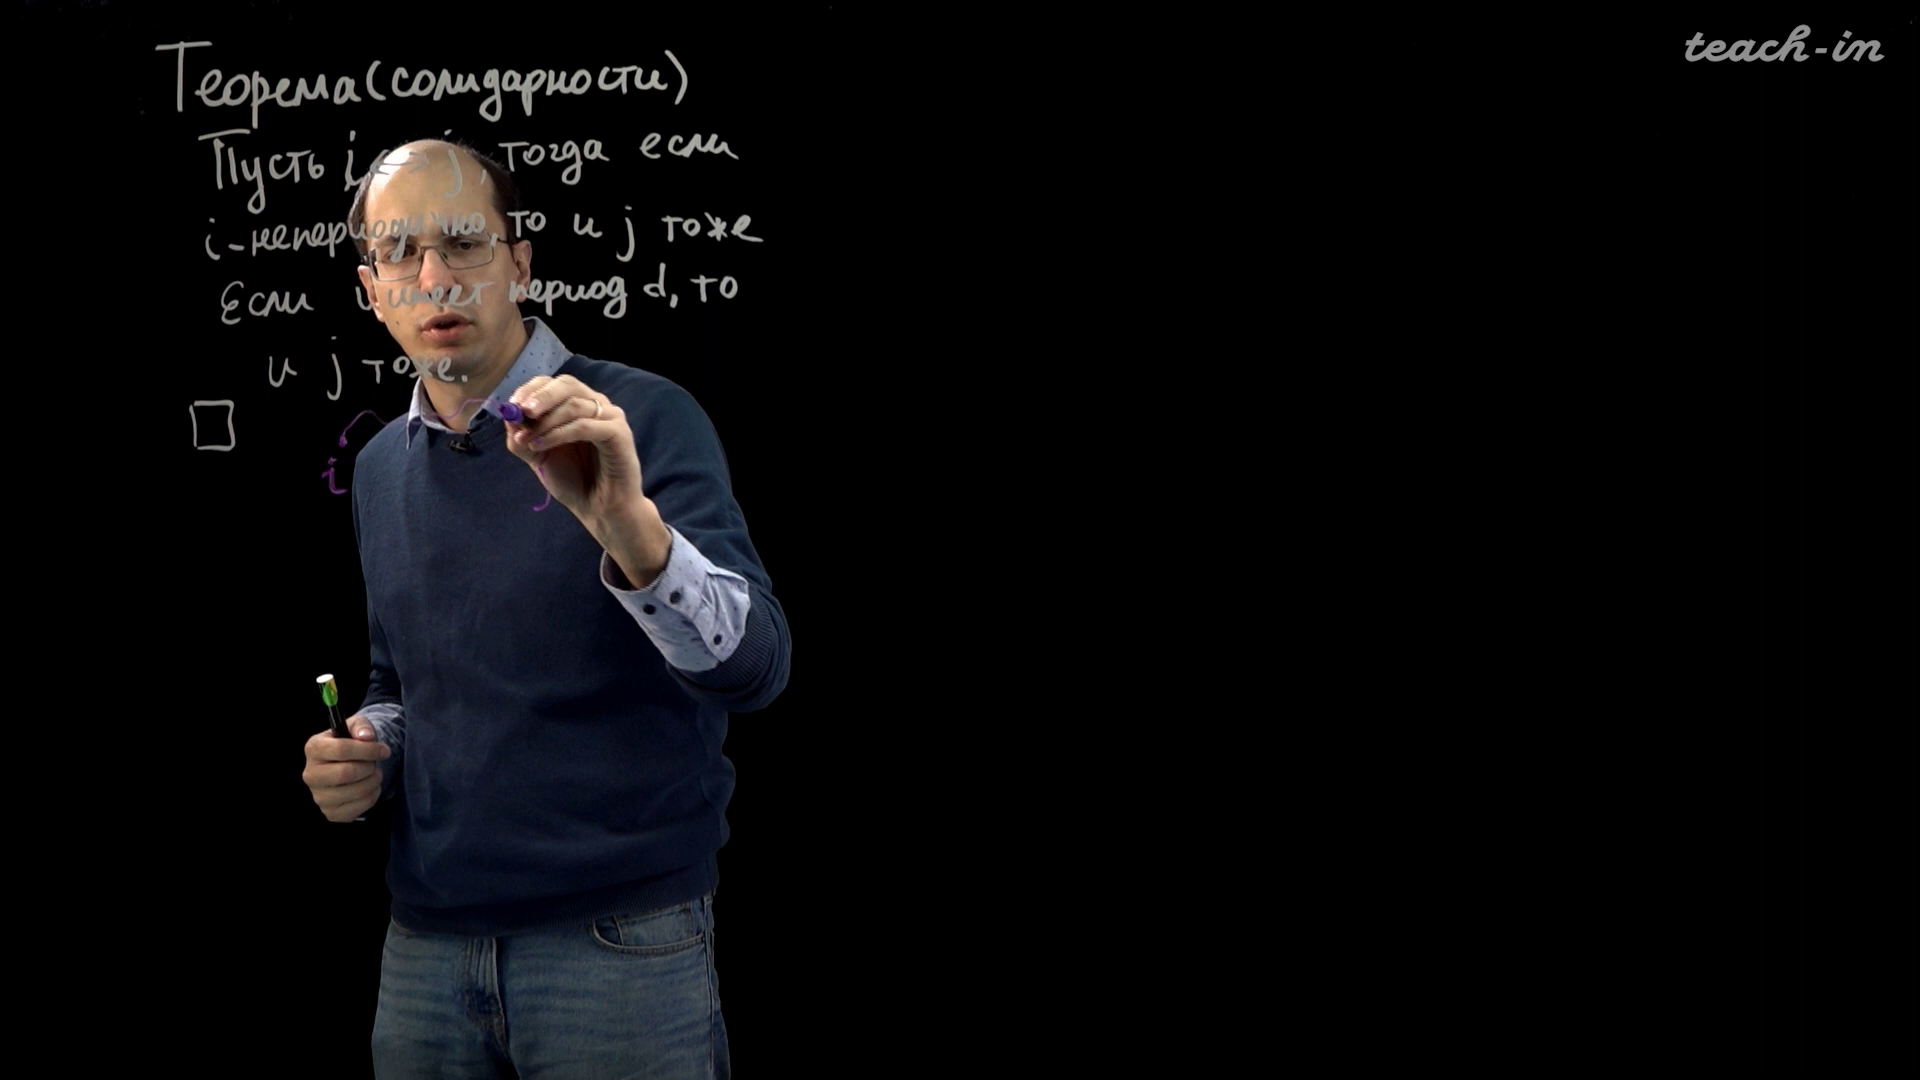 teach-in
Теорема (солидарности)
Пусть i ↔ j, тогда если
i - непериодично, то и j тоже
Если i имеет период d, то
и j тоже.
i j